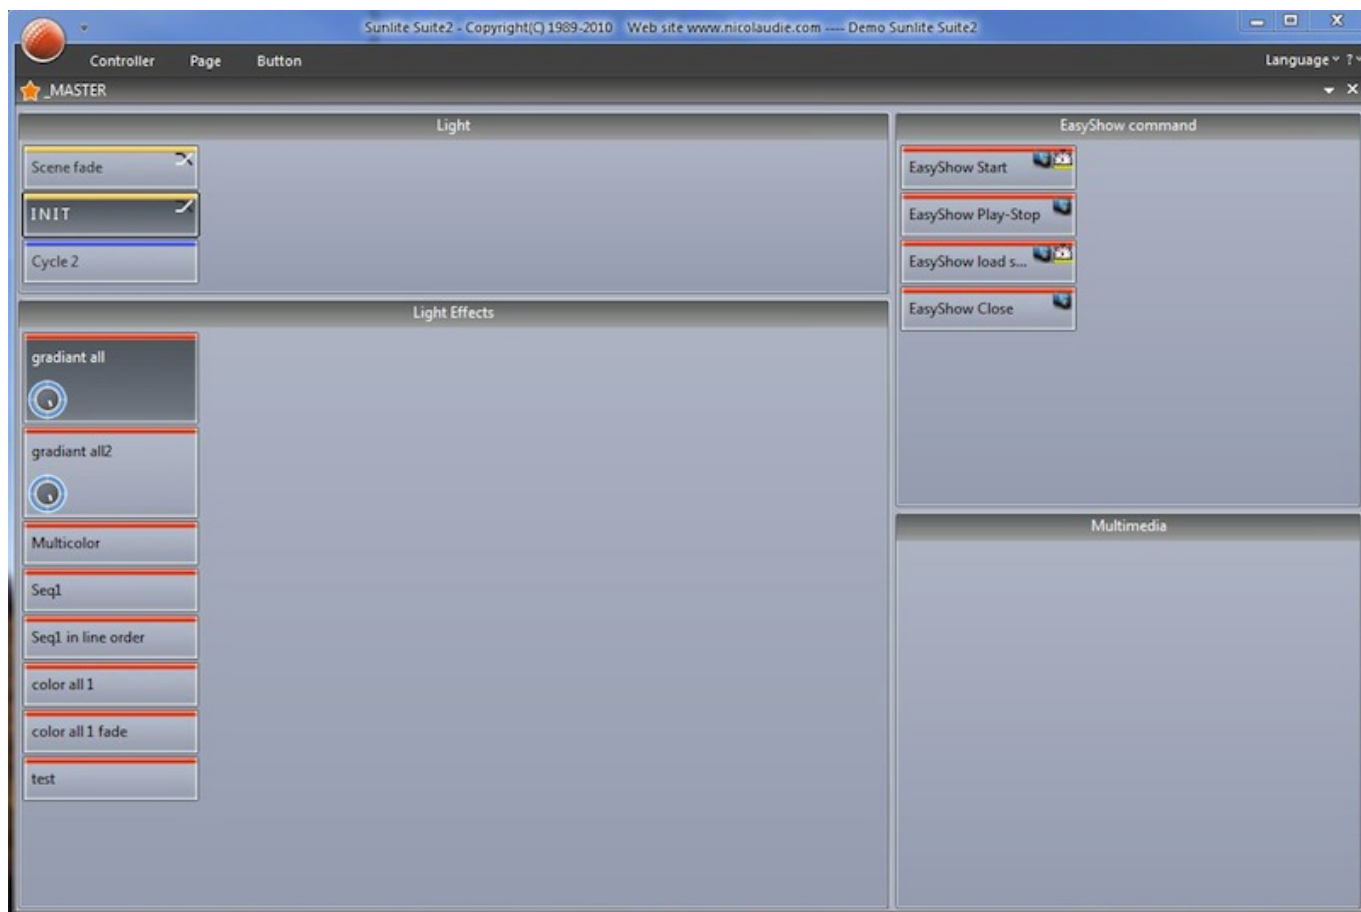 Sunlite Suite2 - Copyright(C) 1989-2010 Web site www.nicolaudie.com ---- Demo Sunlite Suite2
Controller Page Button Language ?
_MASTER
Light
Scene fade
INIT
Cycle 2
Light Effects
gradiant all
gradiant all2
Multicolor
Seq1
Seq1 in line order
color all 1
color all 1 fade
test
EasyShow command
EasyShow Start
EasyShow Play-Stop
EasyShow load s...
EasyShow Close
Multimedia